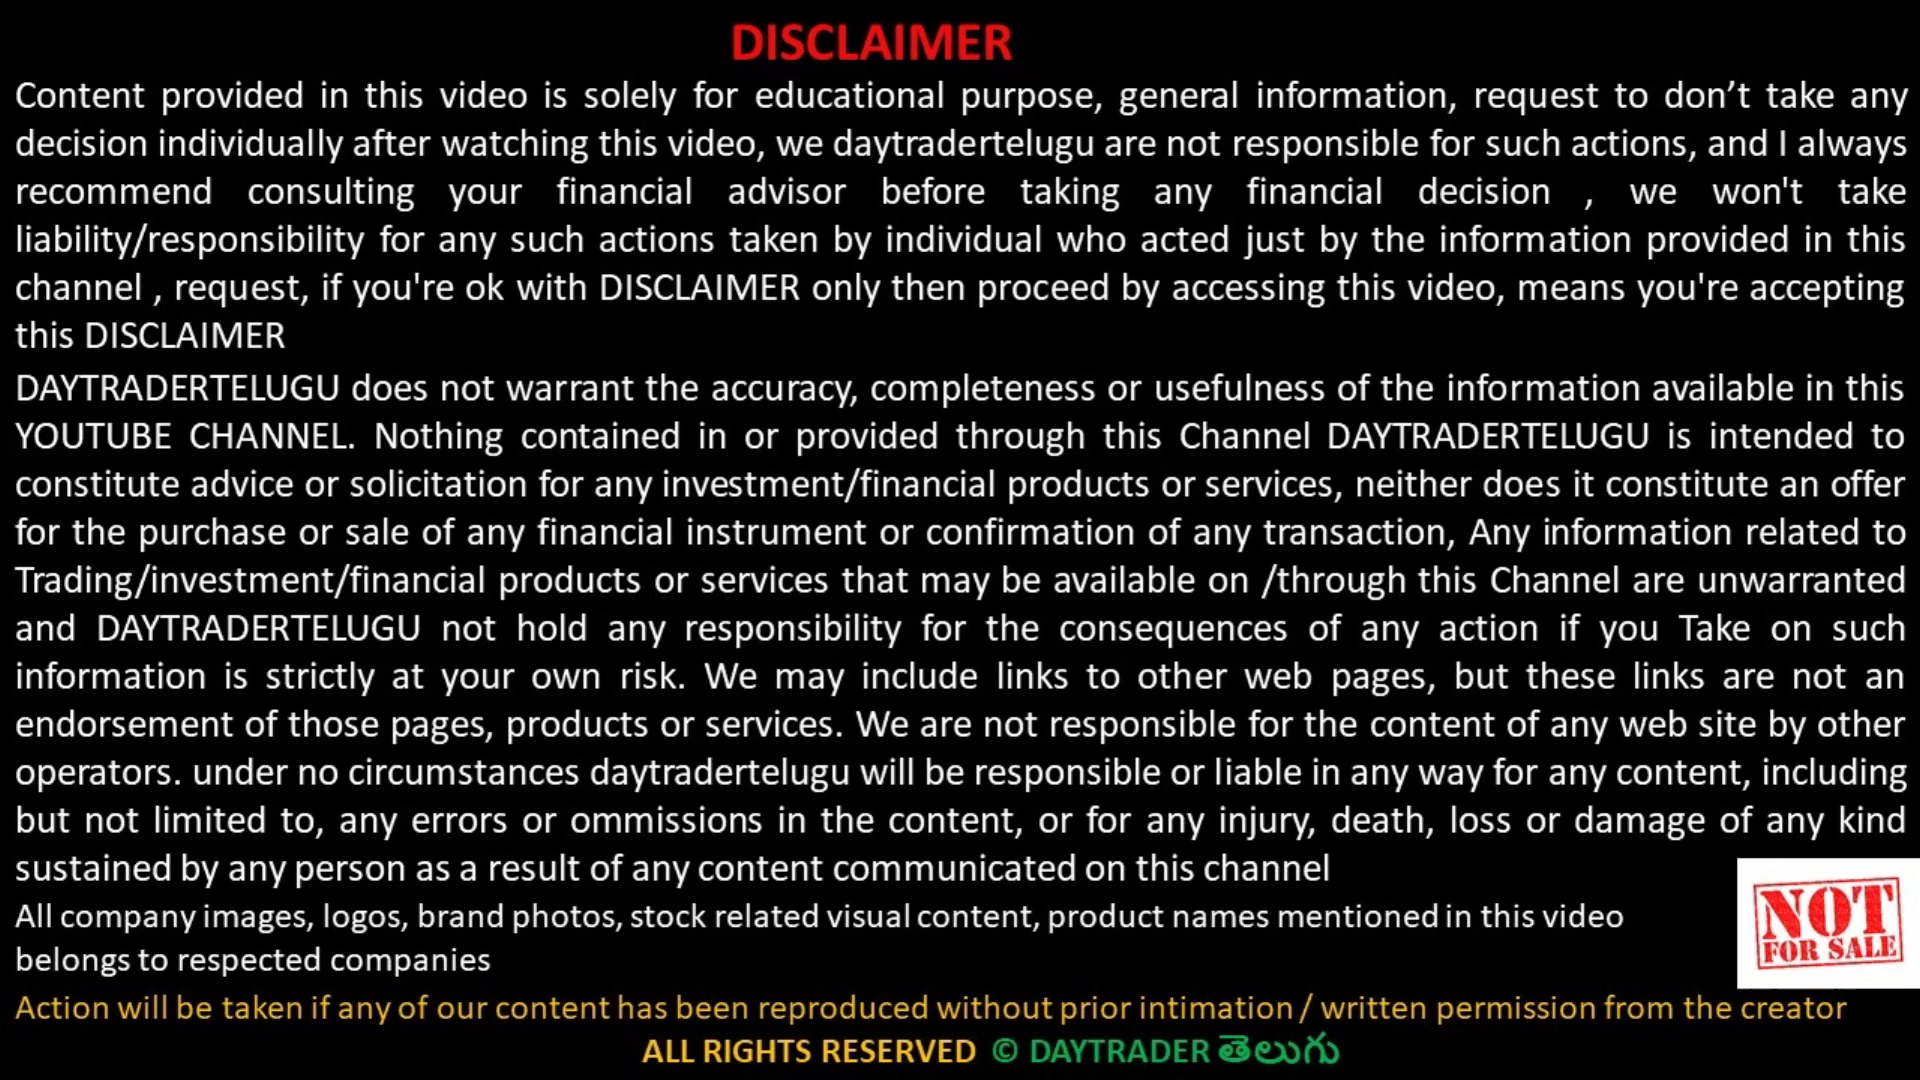 DISCLAIMER
Content provided in this video is solely for educational purpose, general information, request to don’t take any
decision individually after watching this video, we daytradertelugu are not responsible for such actions, and I always
recommend consulting your financial advisor before taking any financial decision , we won't take
liability/responsibility for any such actions taken by individual who acted just by the information provided in this
channel , request, if you're ok with DISCLAIMER only then proceed by accessing this video, means you're accepting
this DISCLAIMER
DAYTRADERTELUGU does not warrant the accuracy, completeness or usefulness of the information available in this
YOUTUBE CHANNEL. Nothing contained in or provided through this Channel DAYTRADERTELUGU is intended to
constitute advice or solicitation for any investment/financial products or services, neither does it constitute an offer
for the purchase or sale of any financial instrument or confirmation of any transaction, Any information related to
Trading/investment/financial products or services that may be available on /through this Channel are unwarranted
and DAYTRADERTELUGU not hold any responsibility for the consequences of any action if you Take on such
information is strictly at your own risk. We may include links to other web pages, but these links are not an
endorsement of those pages, products or services. We are not responsible for the content of any web site by other
operators. under no circumstances daytradertelugu will be responsible or liable in any way for any content, including
but not limited to, any errors or ommissions in the content, or for any injury, death, loss or damage of any kind
sustained by any person as a result of any content communicated on this channel
All company images, logos, brand photos, stock related visual content, product names mentioned in this video
belongs to respected companies
NOT
FOR SALE
Action will be taken if any of our content has been reproduced without prior intimation / written permission from the creator
ALL RIGHTS RESERVED © DAYTRADER తెలుగు